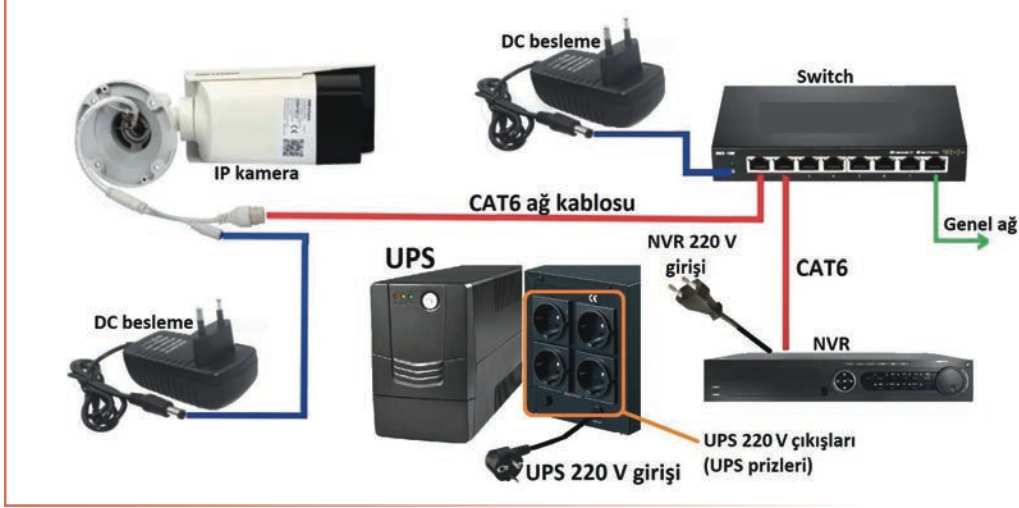 DC besleme
Switch
IP kamera
CAT6 ağ kablosu
Genel ağ
UPS
NVR 220 V
girişi
CAT6
DC besleme
NVR
UPS 220 V çıkışları
(UPS prizleri)
UPS 220 V girişi